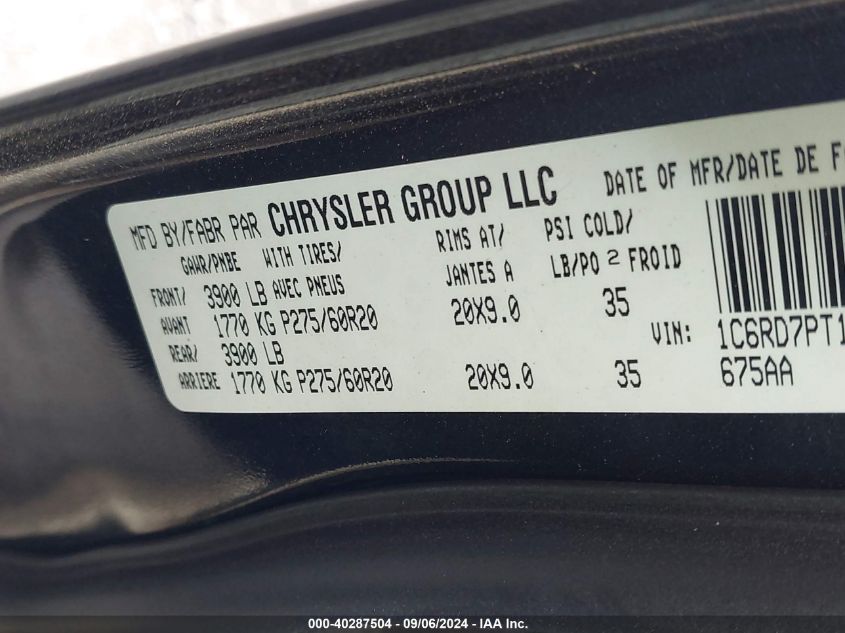 MFD BY/FABR PAR CHRYSLER GROUP LLC DATE OF MFR/DATE DE
GAWR/PNBE WITH TIRES/ RIMS AT/ PSI COLD/
FRONT/ 3900 LB AVEC PNEUS JANTES A LB/PO 2 FROID
AVANT 1770 KG P275/60R20 20X9.0 35
REAR/ 3900 LB VIN: 1C6RD7PT1
ARRIERE 1770 KG P275/60R20 20X9.0 35 675AA
000-40287504 - 09/06/2024 - IAA Inc.